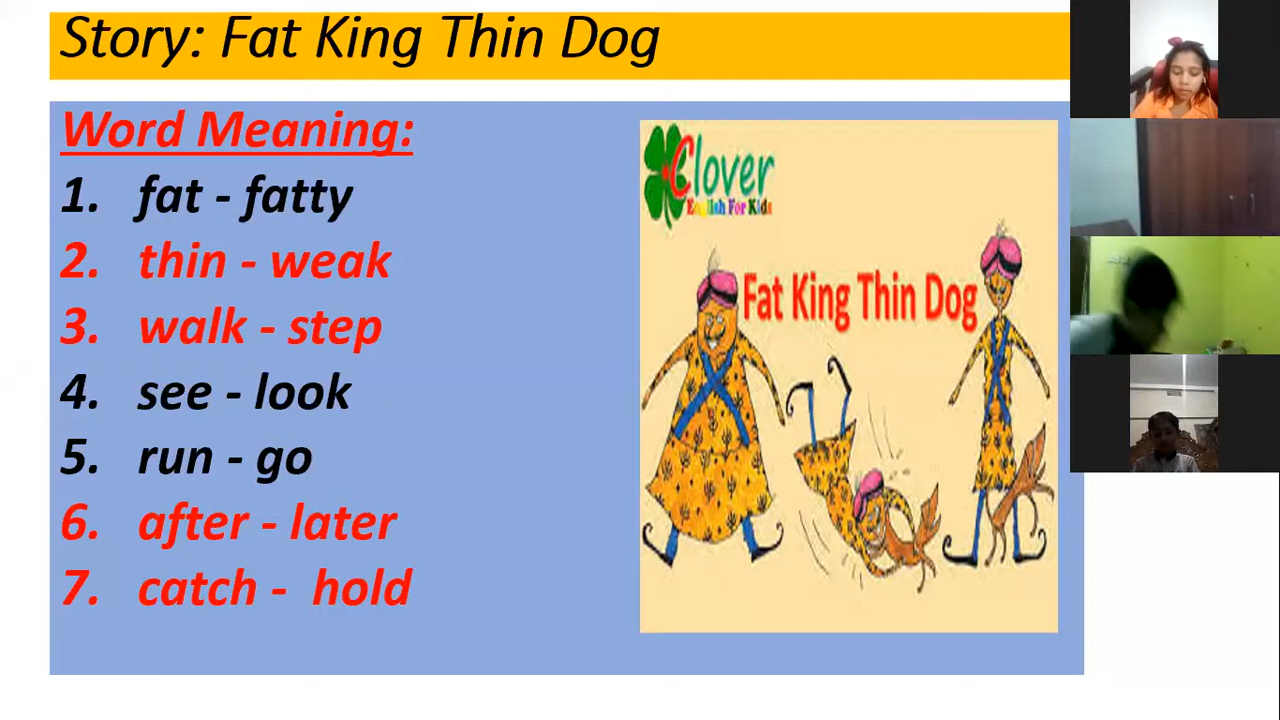 Story: Fat King Thin Dog
Word Meaning:
1. fat - fatty
2. thin - weak
3. walk - step
4. see - look
5. run - go
6. after - later
7. catch - hold
Clover
English For Kids
Fat King Thin Dog